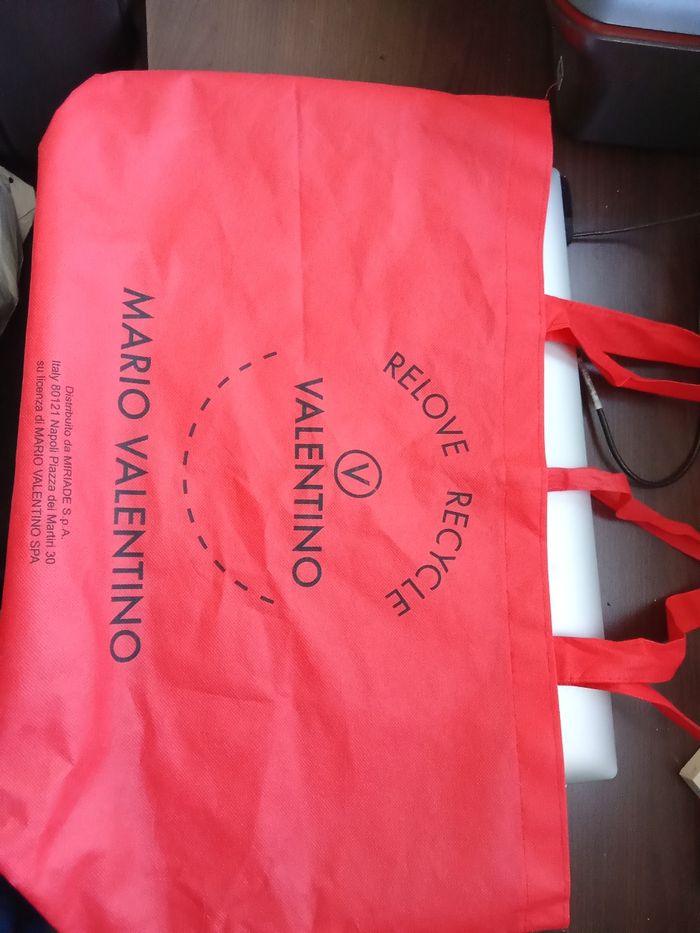 RELOVE RECYCLE
V
VALENTINO
MARIO VALENTINO
Distribuito da MIRIADE S.p.A.
Italy 80121 Napoli Piazza dei Martiri 30
su licenza di MARIO VALENTINO SPA